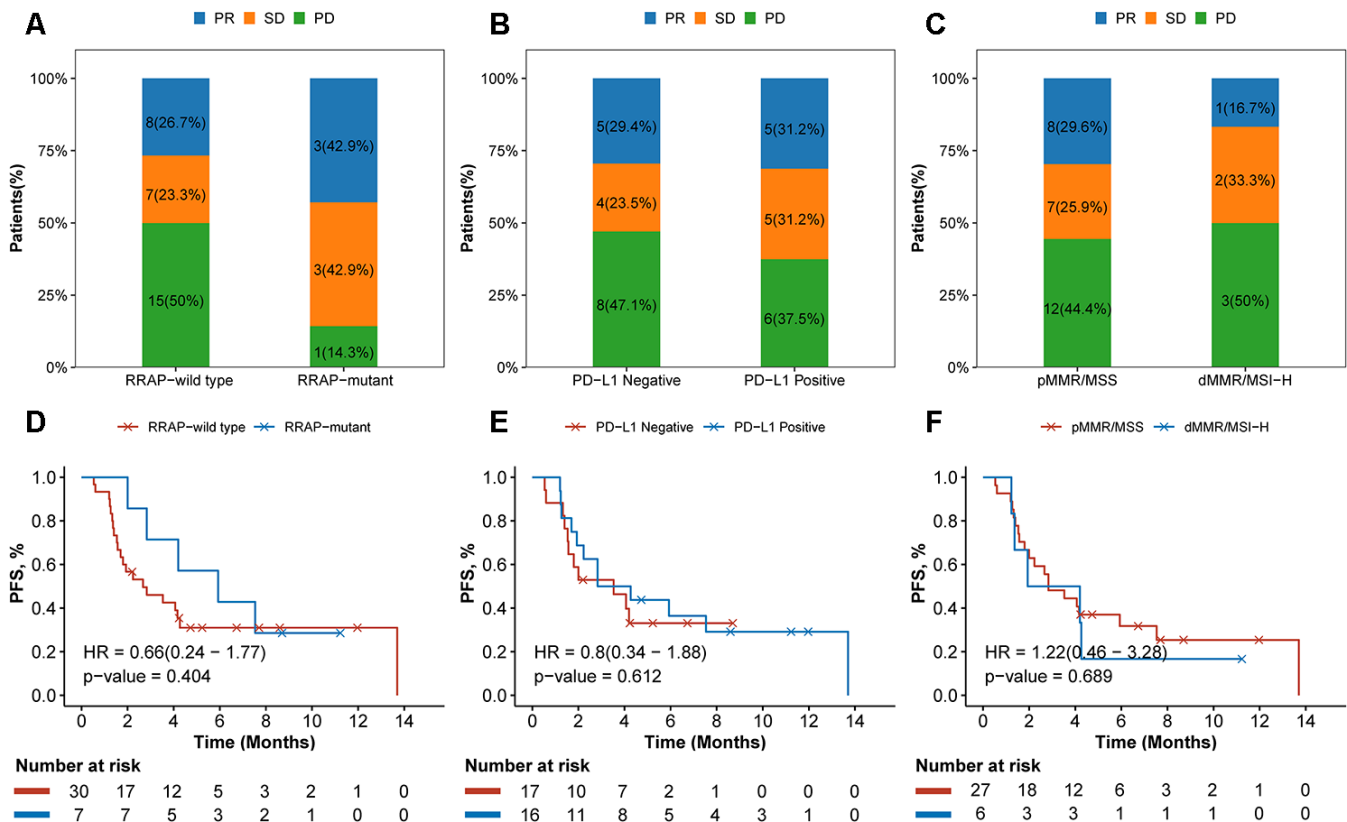 A
PR SD PD
Patients(%)
100%
75%
50%
25%
0%
8(26.7%)
7(23.3%)
15(50%)
3(42.9%)
3(42.9%)
1(14.3%)
RRAP−wild type RRAP−mutant
B
PR SD PD
Patients(%)
100%
75%
50%
25%
0%
5(29.4%)
4(23.5%)
8(47.1%)
5(31.2%)
5(31.2%)
6(37.5%)
PD−L1 Negative PD−L1 Positive
C
PR SD PD
Patients(%)
100%
75%
50%
25%
0%
8(29.6%)
7(25.9%)
12(44.4%)
1(16.7%)
2(33.3%)
3(50%)
pMMR/MSS dMMR/MSI−H
D
RRAP−wild type RRAP−mutant
PFS, %
1.0
0.8
0.6
0.4
0.2
0.0
HR = 0.66(0.24 − 1.77)
p−value = 0.404
0 2 4 6 8 10 12 14
Time (Months)
Number at risk
30 17 12 5 3 2 1 0
7 7 5 3 2 1 0 0
E
PD−L1 Negative PD−L1 Positive
PFS, %
1.0
0.8
0.6
0.4
0.2
0.0
HR = 0.8(0.34 − 1.88)
p−value = 0.612
0 2 4 6 8 10 12 14
Time (Months)
Number at risk
17 10 7 2 1 0 0 0
16 11 8 5 4 3 1 0
F
pMMR/MSS dMMR/MSI−H
PFS, %
1.0
0.8
0.6
0.4
0.2
0.0
HR = 1.22(0.46 − 3.28)
p−value = 0.689
0 2 4 6 8 10 12 14
Time (Months)
Number at risk
27 18 12 6 3 2 1 0
6 3 3 1 1 1 0 0